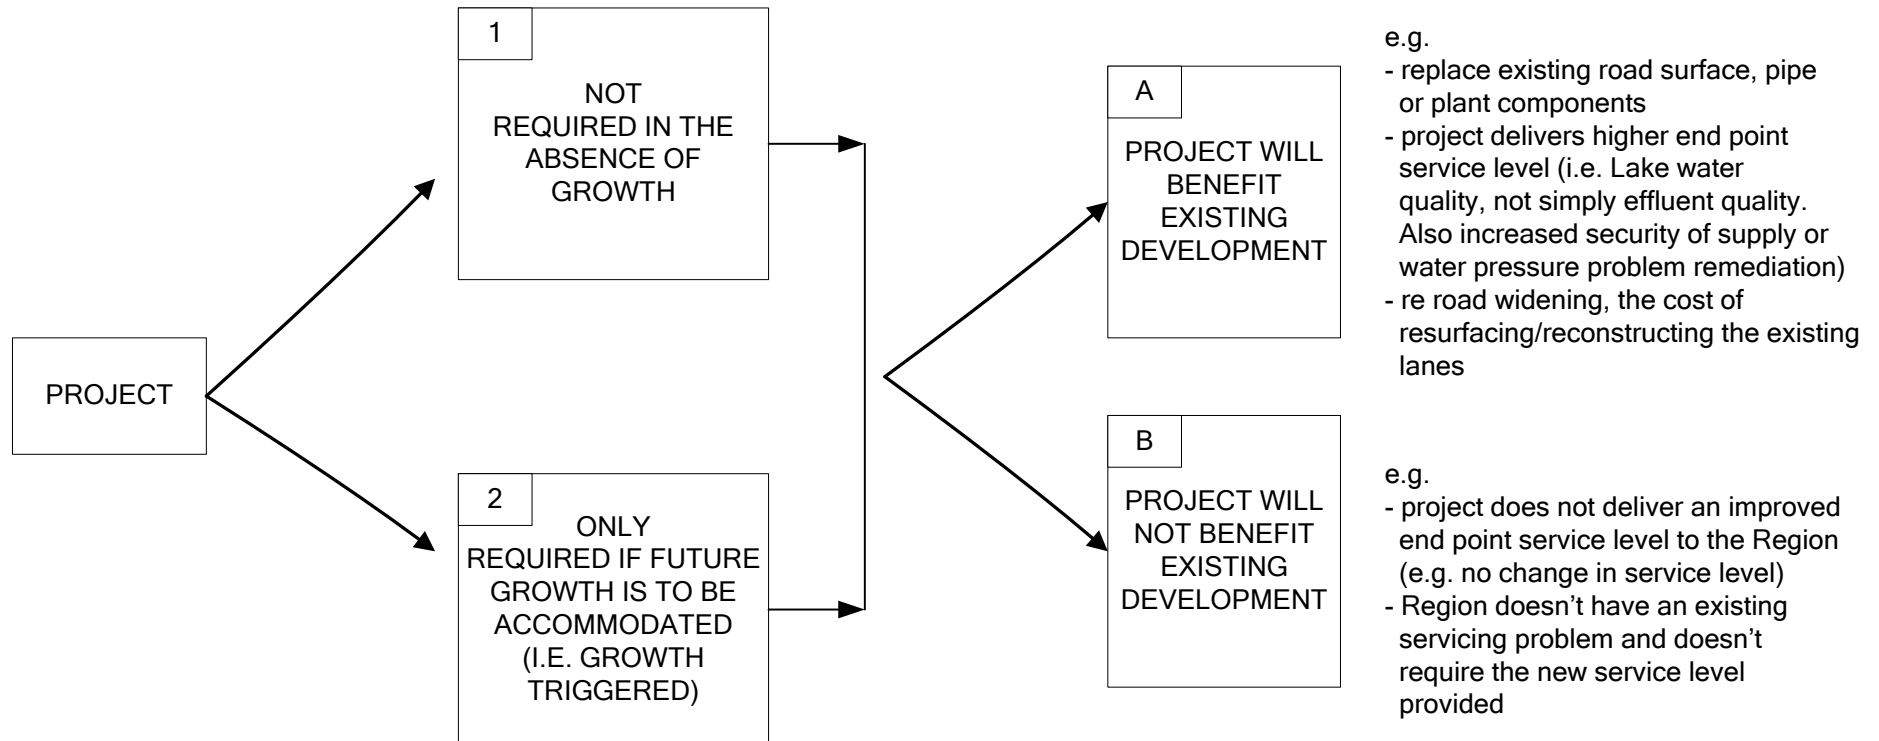 PROJECT
1
NOT
REQUIRED IN THE
ABSENCE OF
GROWTH
2
ONLY
REQUIRED IF FUTURE
GROWTH IS TO BE
ACCOMMODATED
(I.E. GROWTH
TRIGGERED)
A
PROJECT WILL
BENEFIT
EXISTING
DEVELOPMENT
e.g.
- replace existing road surface, pipe
or plant components
- project delivers higher end point
service level (i.e. Lake water
quality, not simply effluent quality.
Also increased security of supply or
water pressure problem remediation)
- re road widening, the cost of
resurfacing/reconstructing the existing
lanes
B
PROJECT WILL
NOT BENEFIT
EXISTING
DEVELOPMENT
e.g.
- project does not deliver an improved
end point service level to the Region
(e.g. no change in service level)
- Region doesn’t have an existing
servicing problem and doesn’t
require the new service level
provided